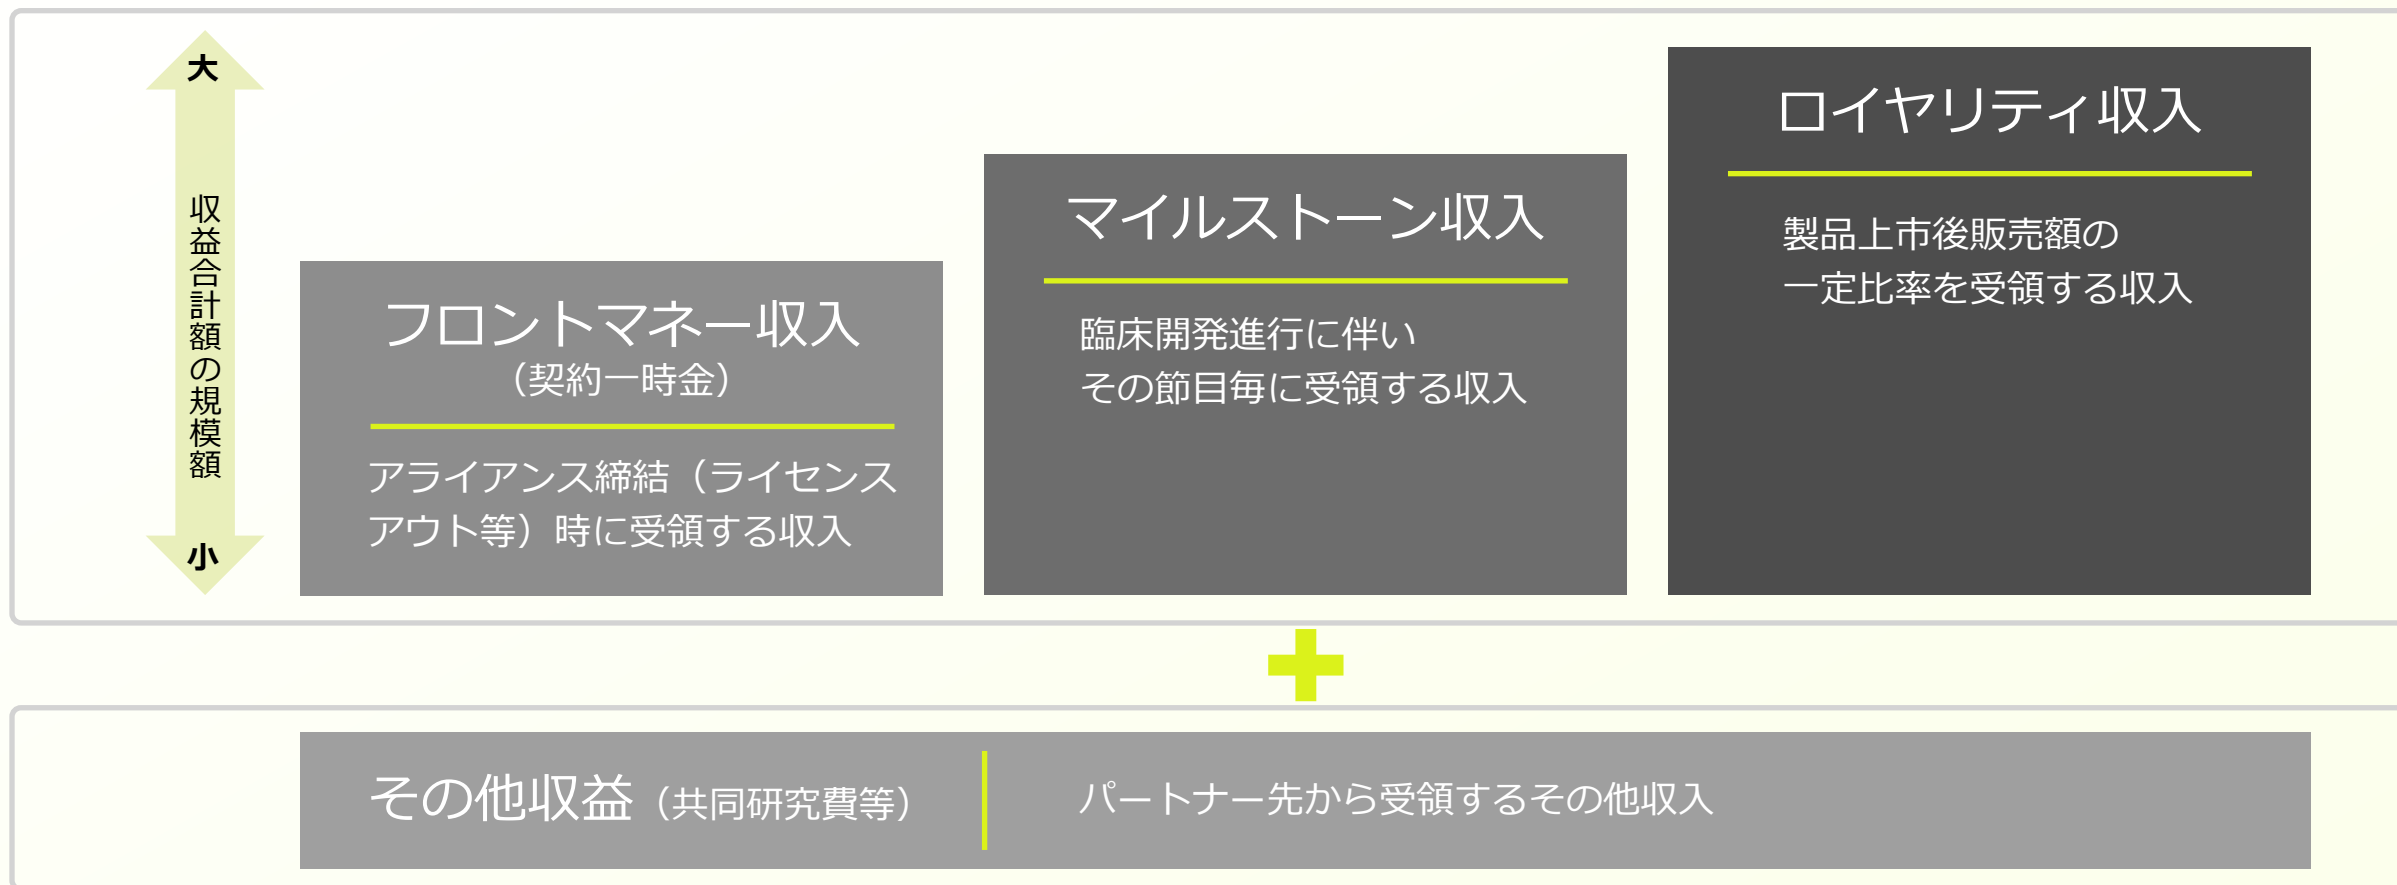 大
収益合計額の規模額
小
フロントマネー収入
（契約一時金）
アライアンス締結（ライセンス
アウト等）時に受領する収入
マイルストーン収入
臨床開発進行に伴い
その節目毎に受領する収入
ロイヤリティ収入
製品上市後販売額の
一定比率を受領する収入
その他収益（共同研究費等）
パートナー先から受領するその他収入